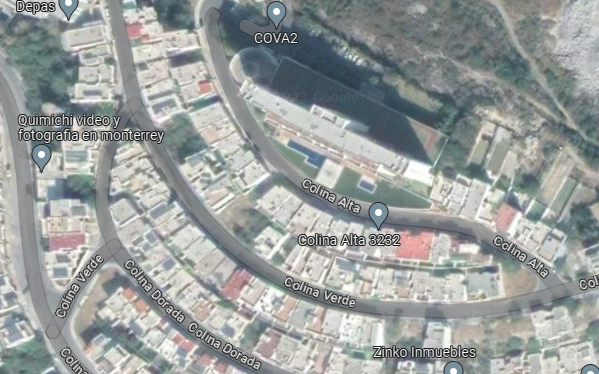 Depas
COVA2
Quimichi video y
fotografía en monterrey
Colina Alta
Colina Alta 3232
Colina Alta
Colina Verde
Colina Verde
Colina Dorada
Colina Dorada
Zinko Inmuebles